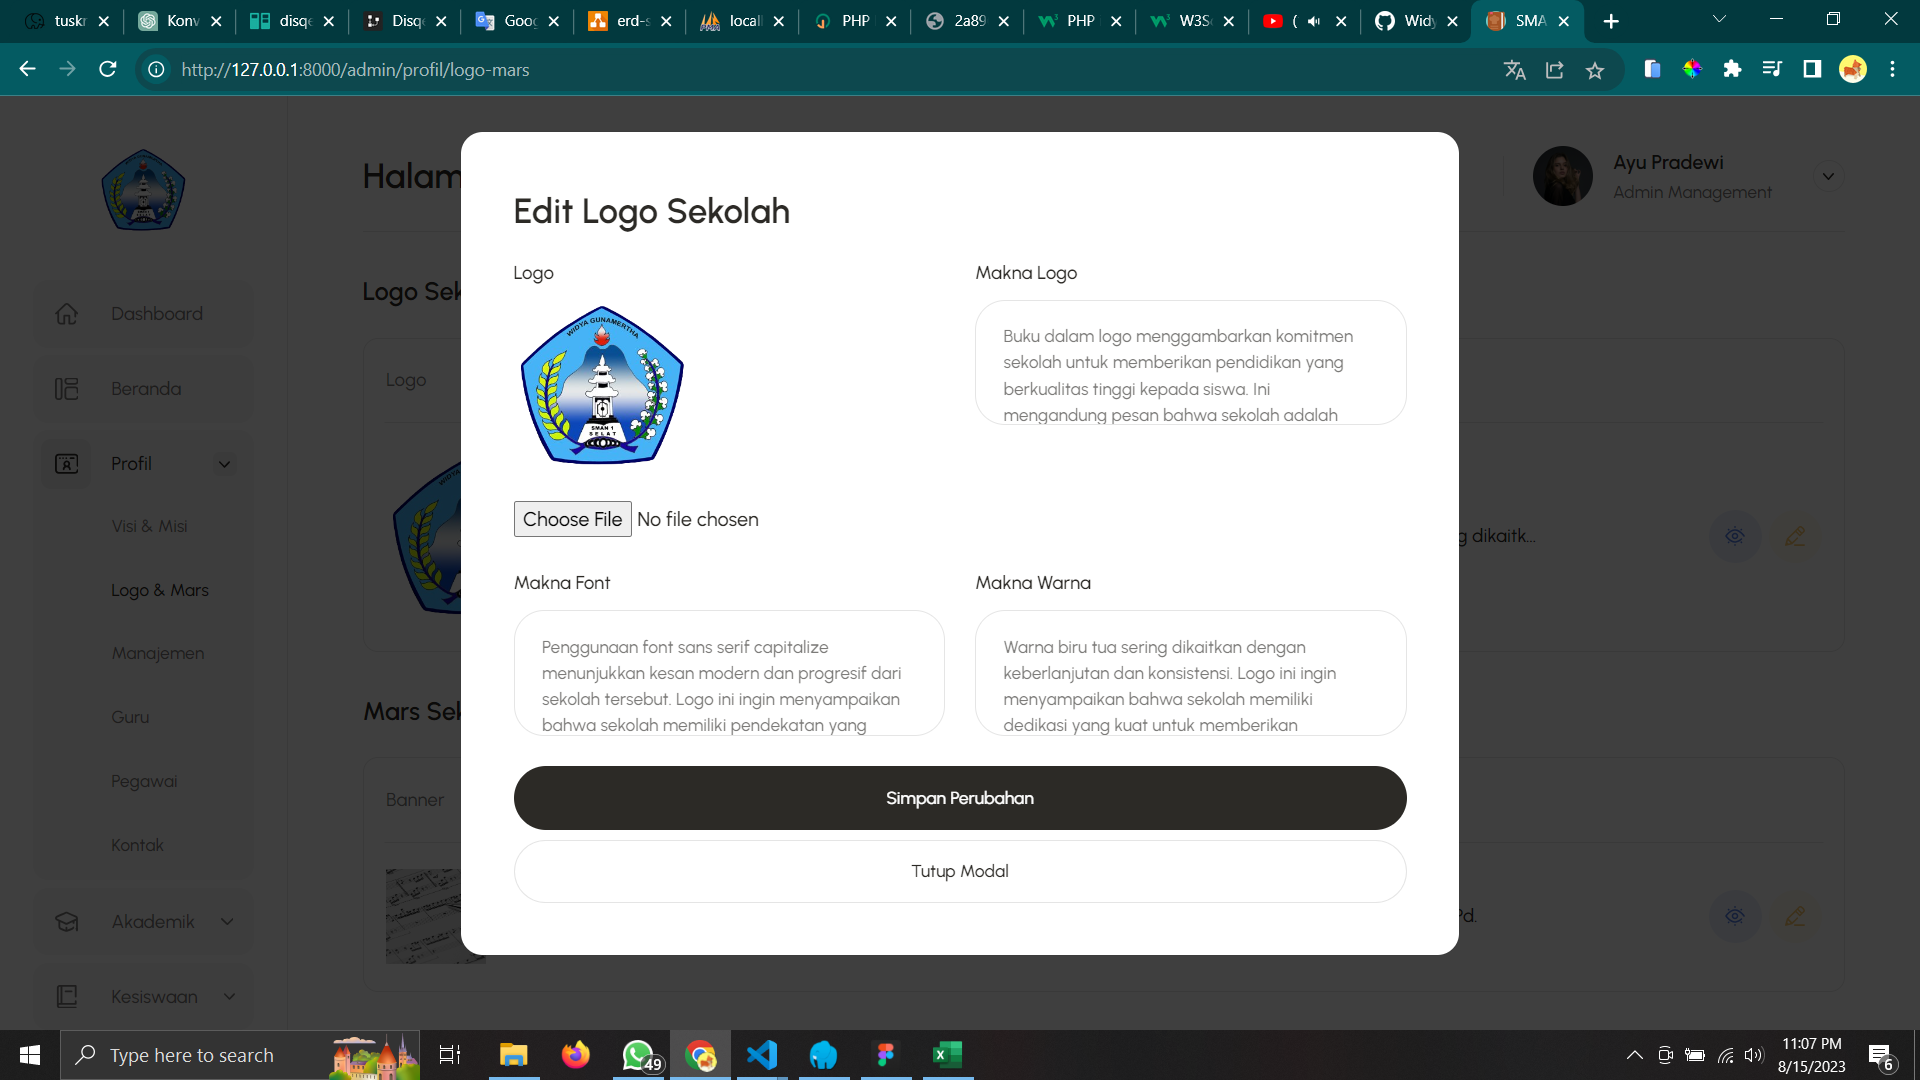 tuskr
Konv
disqe
Disqe
Goog
erd-s
local
PHP
2a89
PHP
W3Sc
(
Widy
SMA
http://127.0.0.1:8000/admin/profil/logo-mars
Halam
Ayu Pradewi
Admin Management
Edit Logo Sekolah
Logo
Makna Logo
WIDYA GUNAMERTHA
SMAN 1
SELAT
Buku dalam logo menggambarkan komitmen
sekolah untuk memberikan pendidikan yang
berkualitas tinggi kepada siswa. Ini
mengandung pesan bahwa sekolah adalah
Choose File No file chosen
Makna Font
Makna Warna
Penggunaan font sans serif capitalize
menunjukkan kesan modern dan progresif dari
sekolah tersebut. Logo ini ingin menyampaikan
bahwa sekolah memiliki pendekatan yang
Warna biru tua sering dikaitkan dengan
keberlanjutan dan konsistensi. Logo ini ingin
menyampaikan bahwa sekolah memiliki
dedikasi yang kuat untuk memberikan
Simpan Perubahan
Tutup Modal
Dashboard
Beranda
Profil
Visi & Misi
Logo & Mars
Manajemen
Guru
Pegawai
Kontak
Akademik
Kesiswaan
Logo Sek
Logo
g dikaitk...
Mars Sek
Banner
Pd.
Type here to search
49
11:07 PM
8/15/2023
6